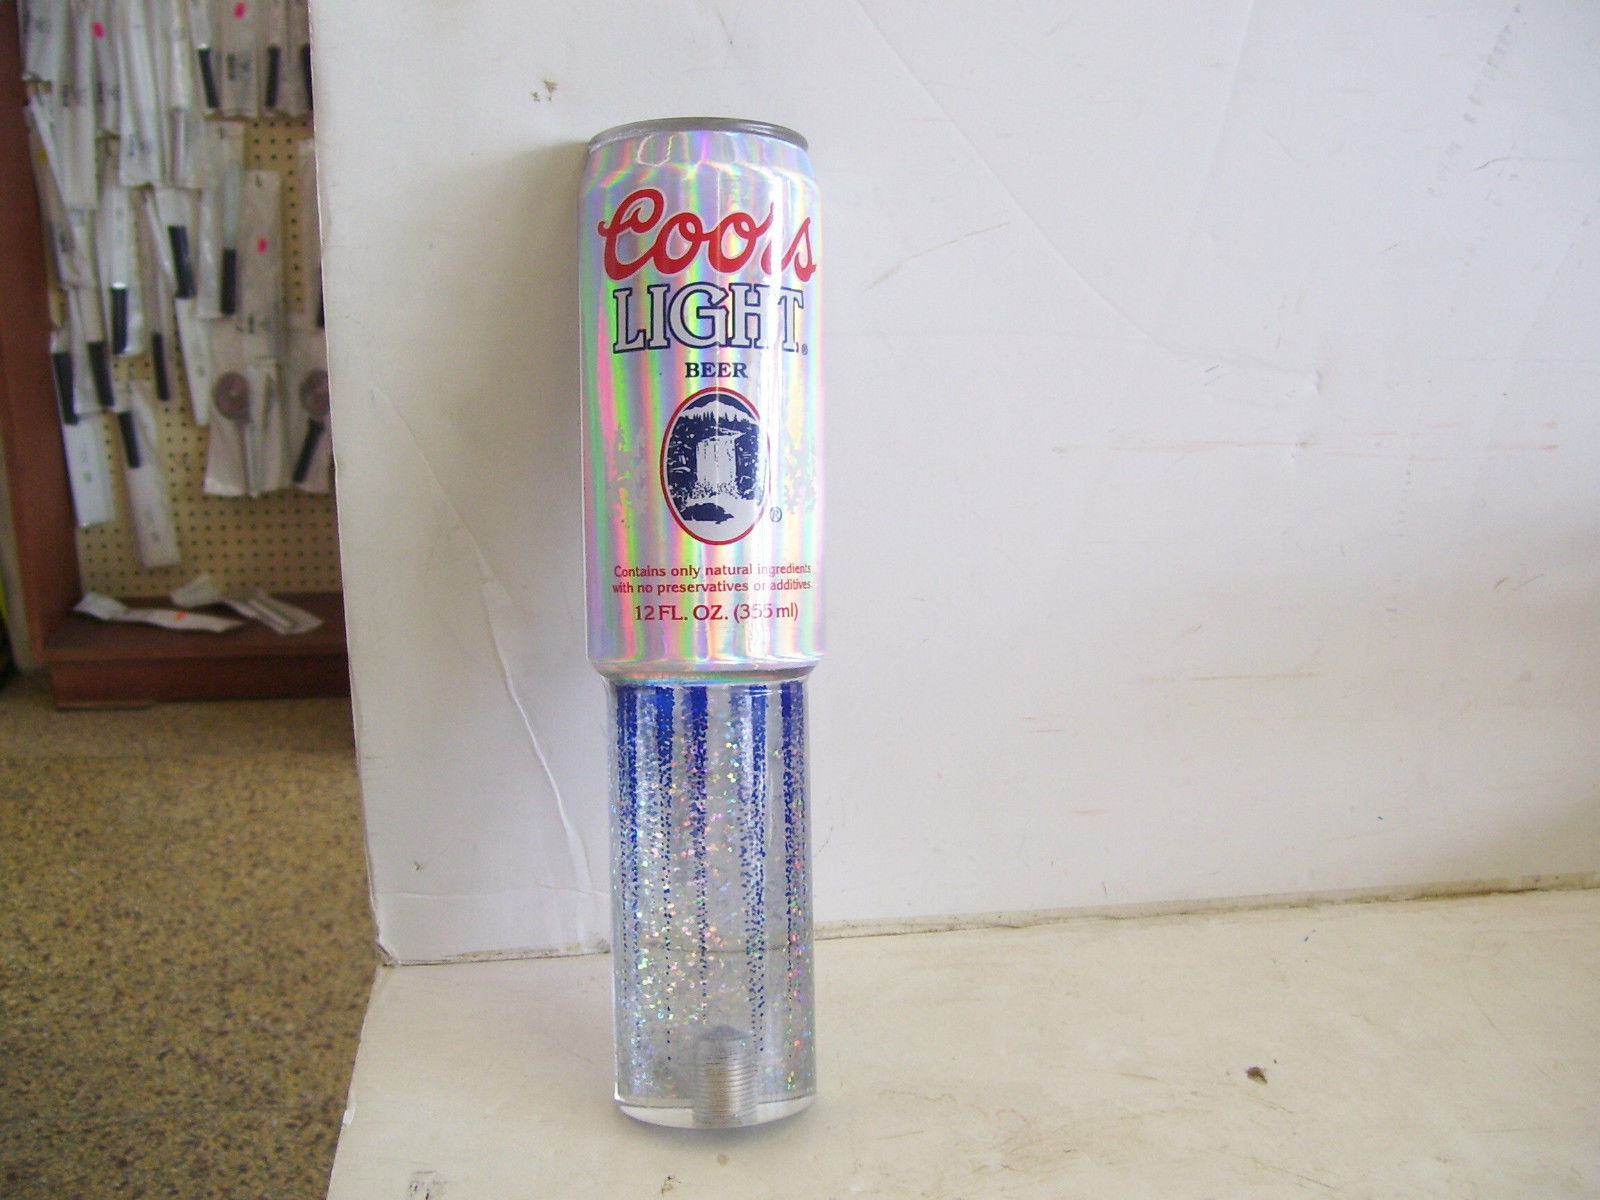 Coors
LIGHT®
BEER
®
Contains only natural ingredients
with no preservatives or additives.
12 FL. OZ. (355 ml)